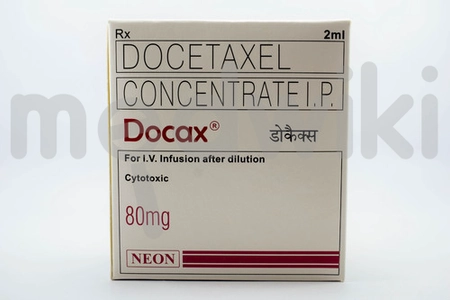 Rx 2ml
DOCETAXEL
CONCENTRATE I.P.
Docax® डोकैक्स
For I.V. Infusion after dilution
Cytotoxic
80mg
NEON